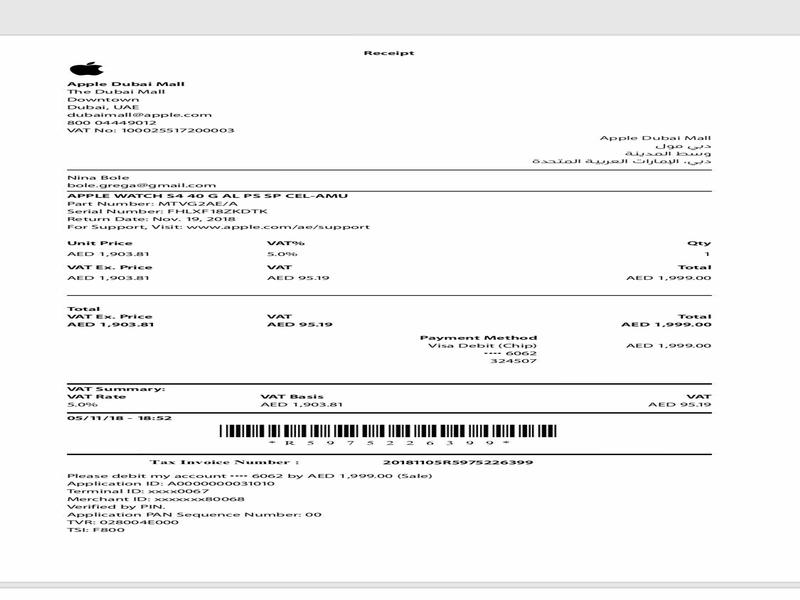 Receipt
Apple Dubai Mall
The Dubai Mall
Downtown
Dubai, UAE
dubaimall@apple.com
800 04449012
VAT No: 100025517200003
Apple Dubai Mall
دبي مول
وسط المدينة
دبي، الإمارات العربية المتحدة
Nina Bole
bole.grega@gmail.com
APPLE WATCH S4 40 G AL PS SP CEL-AMU
Part Number: MTVG2AE/A
Serial Number: FHLXF18ZKDTK
Return Date: Nov. 19, 2018
For Support, Visit: www.apple.com/ae/support
Unit Price VAT% Qty
AED 1,903.81 5.0% 1
VAT Ex. Price VAT Total
AED 1,903.81 AED 95.19 AED 1,999.00
Total
VAT Ex. Price VAT Total
AED 1,903.81 AED 95.19 AED 1,999.00
Payment Method
Visa Debit (Chip) AED 1,999.00
•••• 6062
324507
VAT Summary:
VAT Rate VAT Basis VAT
5.0% AED 1,903.81 AED 95.19
05/11/18 - 18:52
* R 5 9 7 5 2 2 6 3 9 9 *
Tax Invoice Number : 20181105R5975226399
Please debit my account •••• 6062 by AED 1,999.00 (Sale)
Application ID: A0000000031010
Terminal ID: xxxx0067
Merchant ID: xxxxxxx80068
Verified by PIN.
Application PAN Sequence Number: 00
TVR: 028004E000
TSI: F800